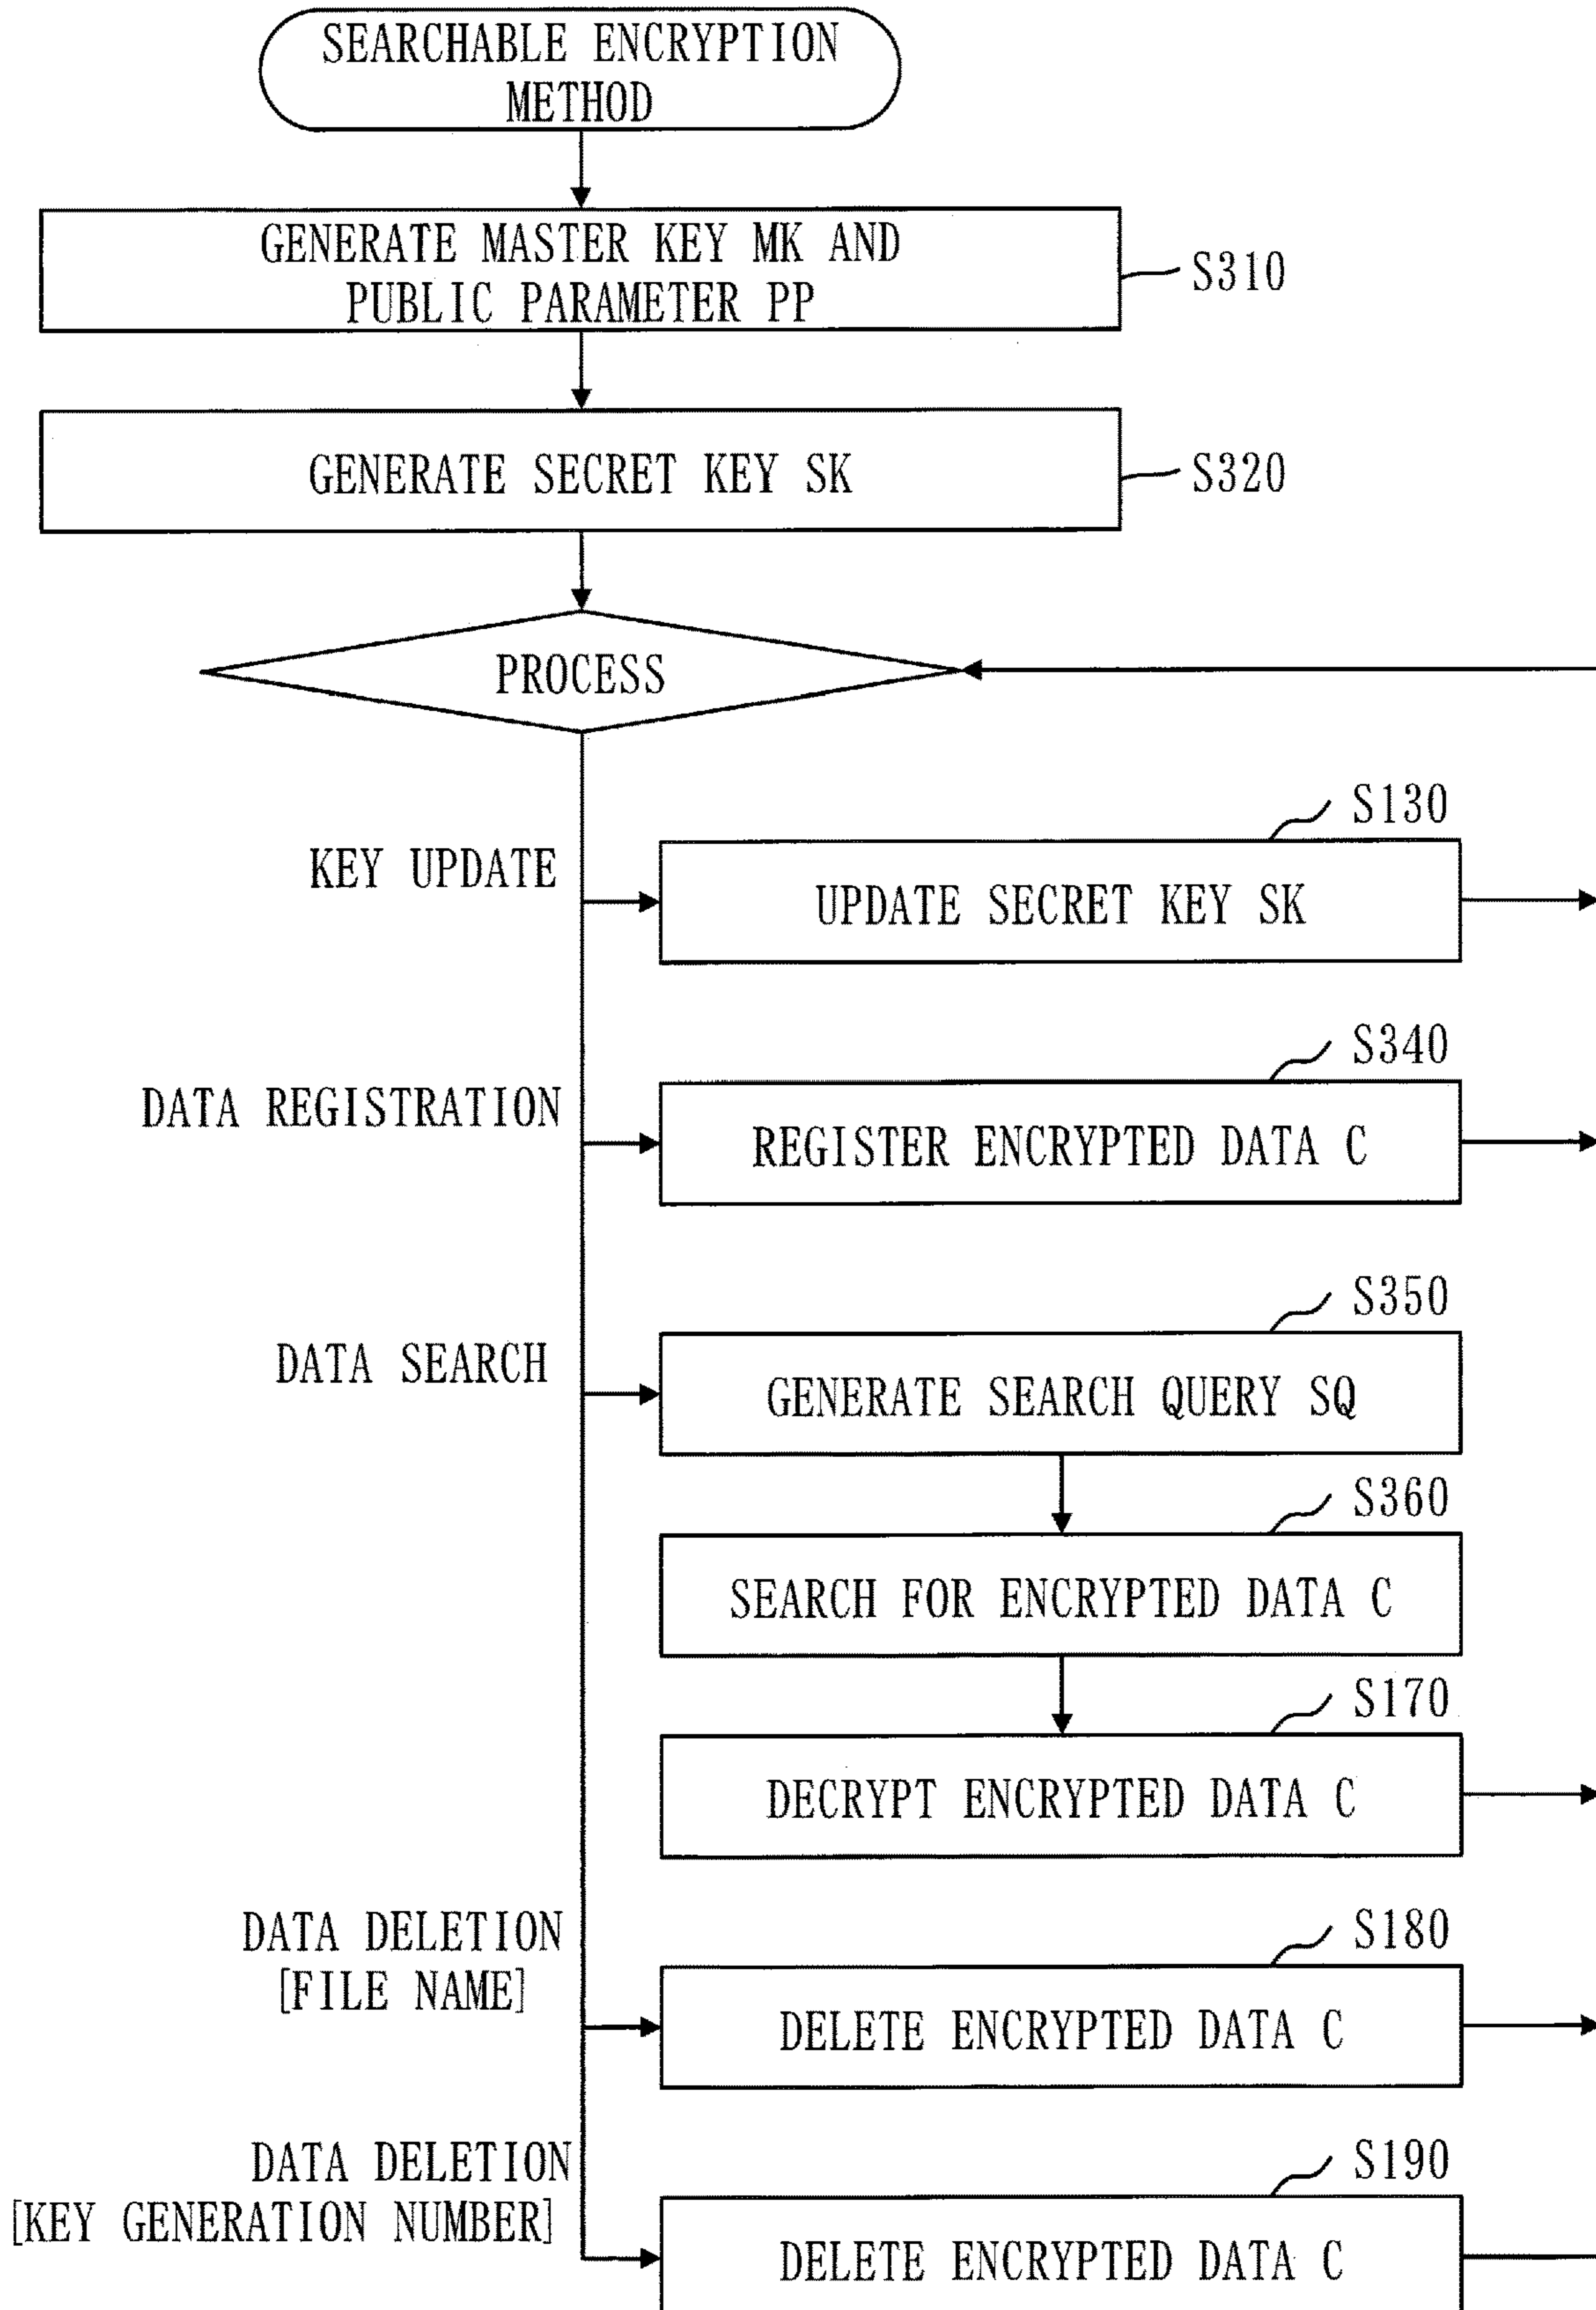 SEARCHABLE ENCRYPTION
METHOD
GENERATE MASTER KEY MK AND
PUBLIC PARAMETER PP
S310
GENERATE SECRET KEY SK
S320
PROCESS
S130
KEY UPDATE
UPDATE SECRET KEY SK
S340
DATA REGISTRATION
REGISTER ENCRYPTED DATA C
S350
DATA SEARCH
GENERATE SEARCH QUERY SQ
S360
SEARCH FOR ENCRYPTED DATA C
S170
DECRYPT ENCRYPTED DATA C
S180
DATA DELETION
[FILE NAME]
DELETE ENCRYPTED DATA C
S190
DATA DELETION
[KEY GENERATION NUMBER]
DELETE ENCRYPTED DATA C